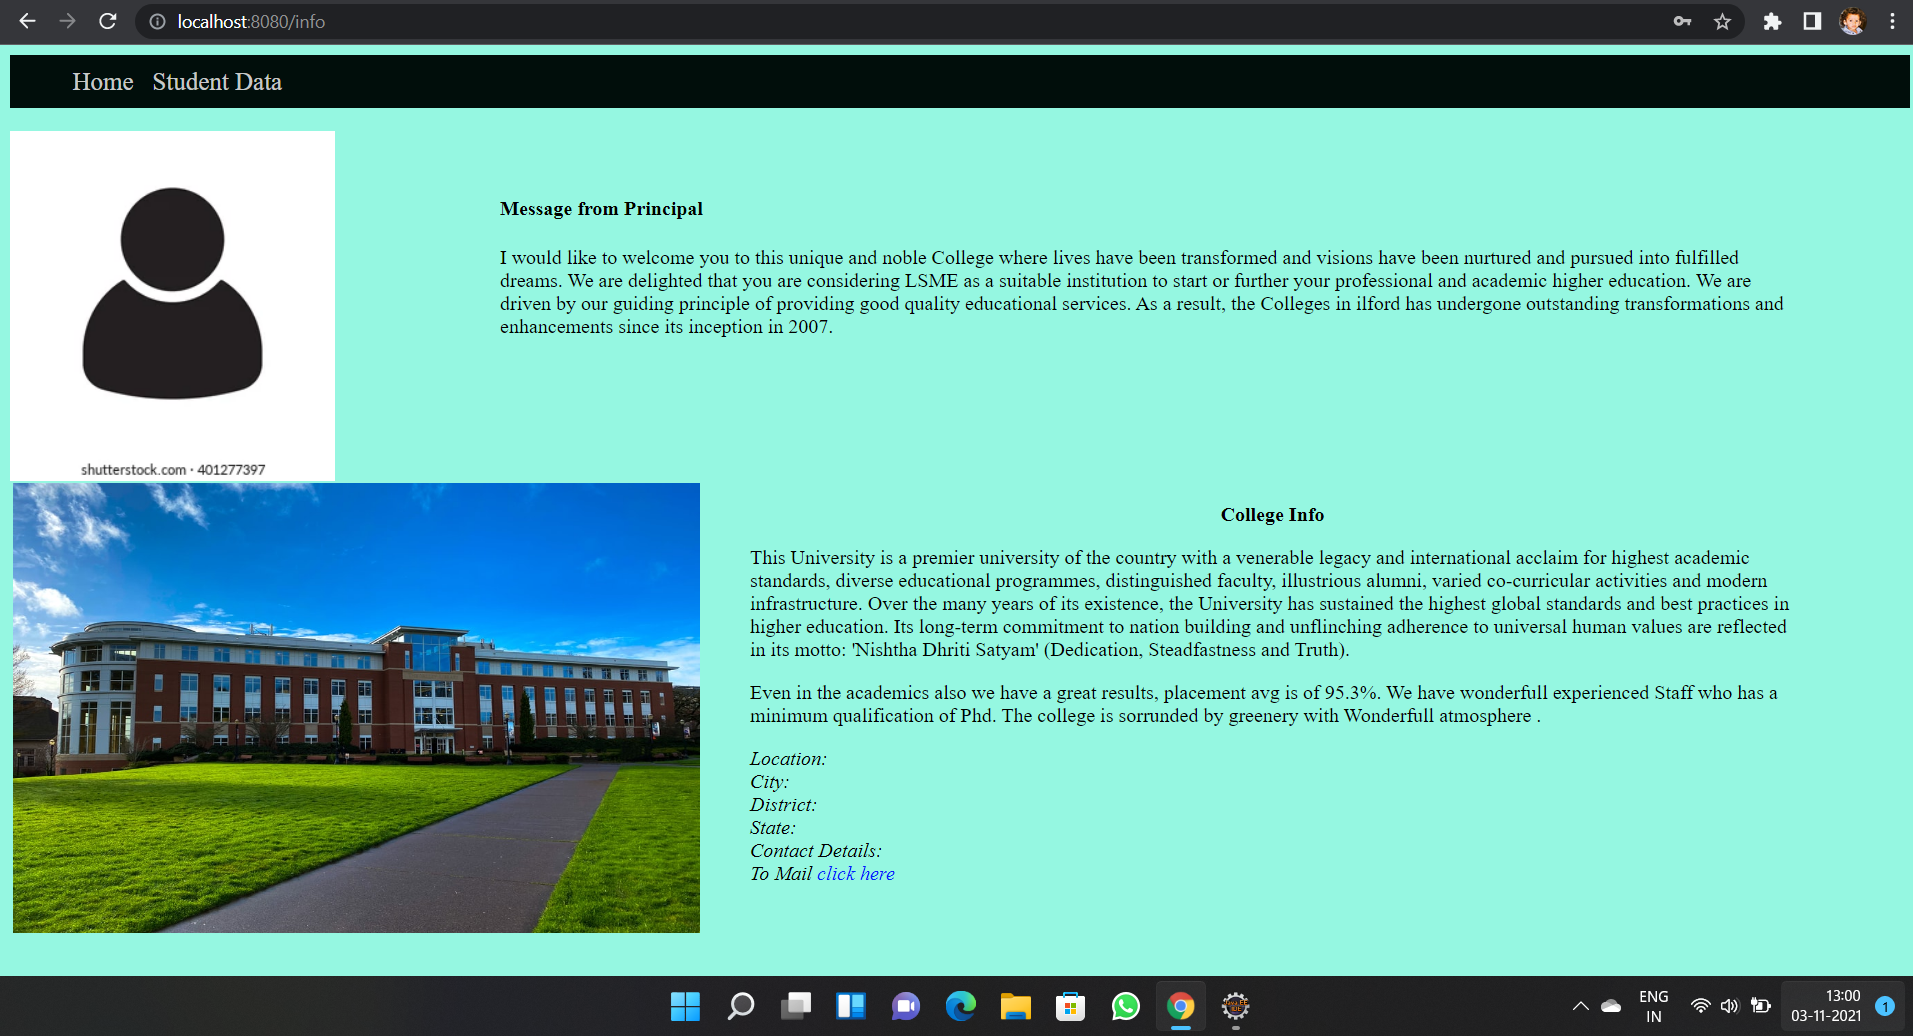 localhost:8080/info
Home Student Data
shutterstock.com · 401277397
Message from Principal
I would like to welcome you to this unique and noble College where lives have been transformed and visions have been nurtured and pursued into fulfilled
dreams. We are delighted that you are considering LSME as a suitable institution to start or further your professional and academic higher education. We are
driven by our guiding principle of providing good quality educational services. As a result, the Colleges in ilford has undergone outstanding transformations and
enhancements since its inception in 2007.
College Info
This University is a premier university of the country with a venerable legacy and international acclaim for highest academic
standards, diverse educational programmes, distinguished faculty, illustrious alumni, varied co-curricular activities and modern
infrastructure. Over the many years of its existence, the University has sustained the highest global standards and best practices in
higher education. Its long-term commitment to nation building and unflinching adherence to universal human values are reflected
in its motto: 'Nishtha Dhriti Satyam' (Dedication, Steadfastness and Truth).
Even in the academics also we have a great results, placement avg is of 95.3%. We have wonderfull experienced Staff who has a
minimum qualification of Phd. The college is sorrunded by greenery with Wonderfull atmosphere .
Location:
City:
District:
State:
Contact Details:
To Mail click here
ENG
IN
13:00
03-11-2021
1